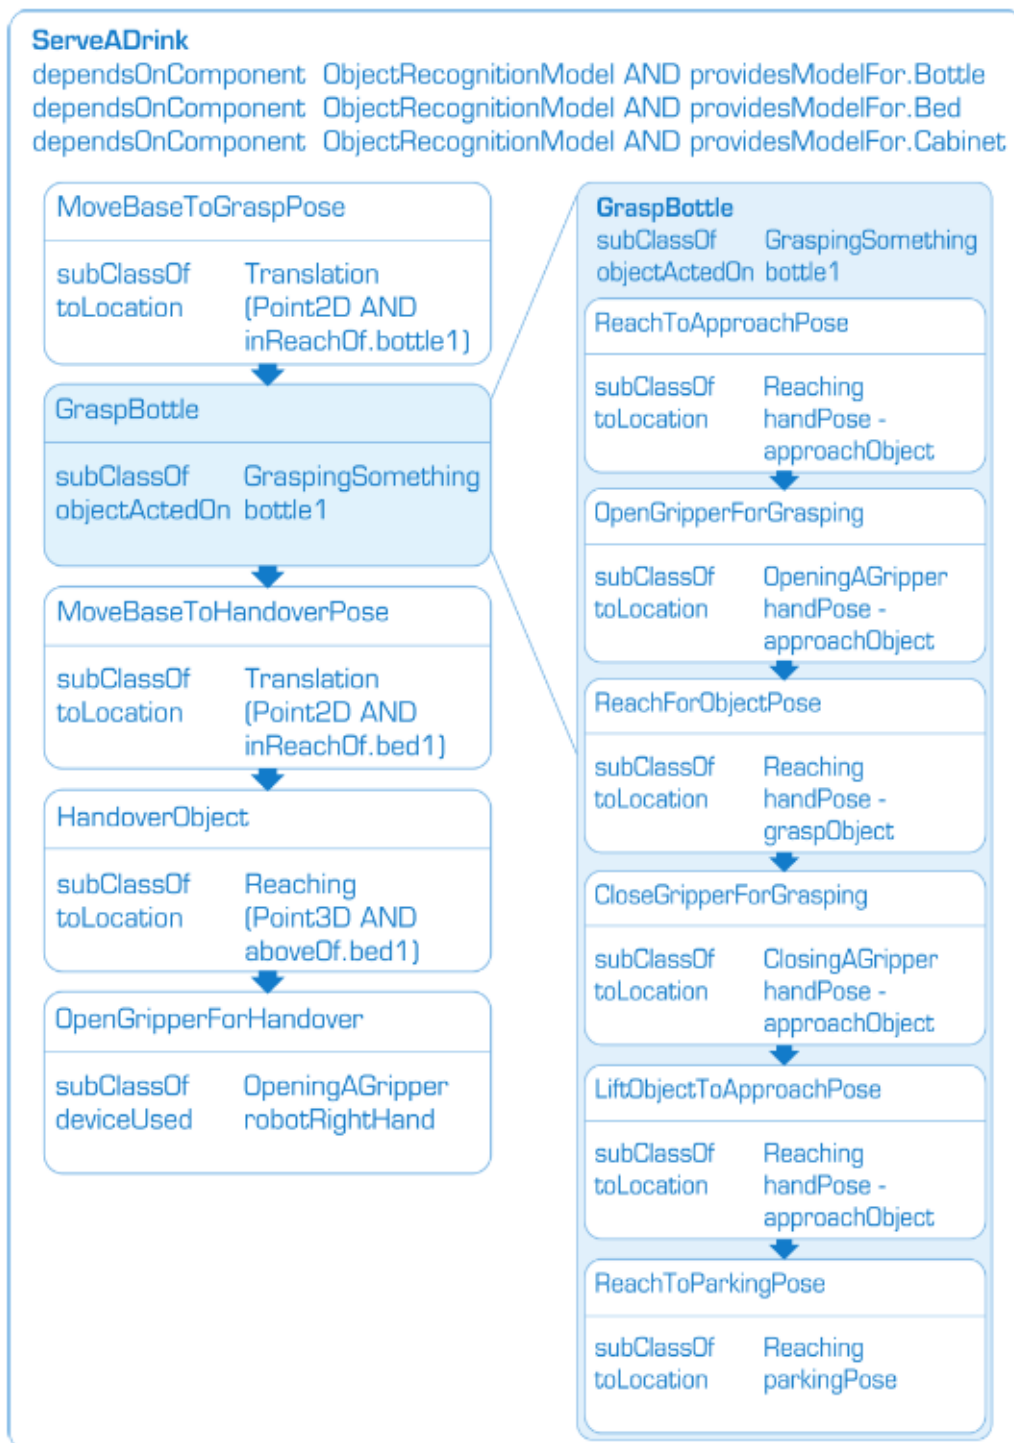 ServeADrink
dependsOnComponent ObjectRecognitionModel AND providesModelFor.Bottle
dependsOnComponent ObjectRecognitionModel AND providesModelFor.Bed
dependsOnComponent ObjectRecognitionModel AND providesModelFor.Cabinet
MoveBaseToGraspPose
subClassOf Translation
toLocation (Point2D AND
inReachOf.bottle1)
GraspBottle
subClassOf GraspingSomething
objectActedOn bottle1
MoveBaseToHandoverPose
subClassOf Translation
toLocation (Point2D AND
inReachOf.bed1)
HandoverObject
subClassOf Reaching
toLocation (Point3D AND
aboveOf.bed1)
OpenGripperForHandover
subClassOf OpeningAGripper
deviceUsed robotRightHand
GraspBottle
subClassOf GraspingSomething
objectActedOn bottle1
ReachToApproachPose
subClassOf Reaching
toLocation handPose -
approachObject
OpenGripperForGrasping
subClassOf OpeningAGripper
toLocation handPose -
approachObject
ReachForObjectPose
subClassOf Reaching
toLocation handPose -
graspObject
CloseGripperForGrasping
subClassOf ClosingAGripper
toLocation handPose -
approachObject
LiftObjectToApproachPose
subClassOf Reaching
toLocation handPose -
approachObject
ReachToParkingPose
subClassOf Reaching
toLocation parkingPose